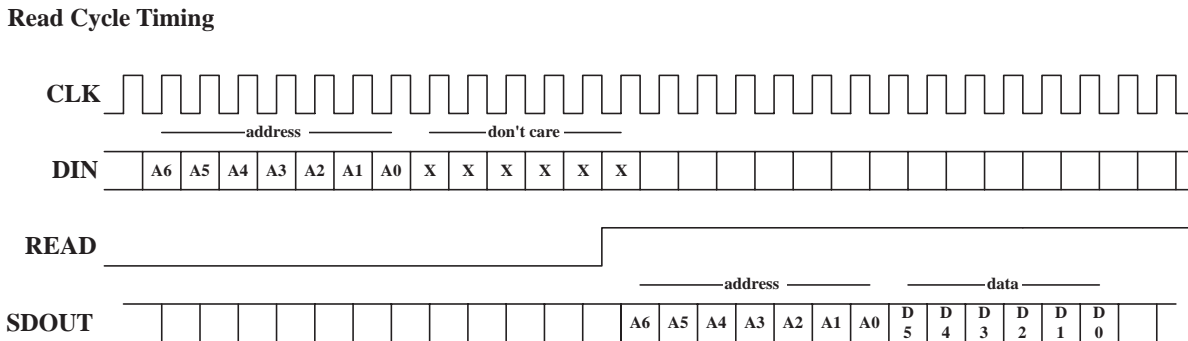 Read Cycle Timing
CLK
address don't care
DIN A6 A5 A4 A3 A2 A1 A0 X X X X X X
READ
address data
SDOUT A6 A5 A4 A3 A2 A1 A0 D5 D4 D3 D2 D1 D0